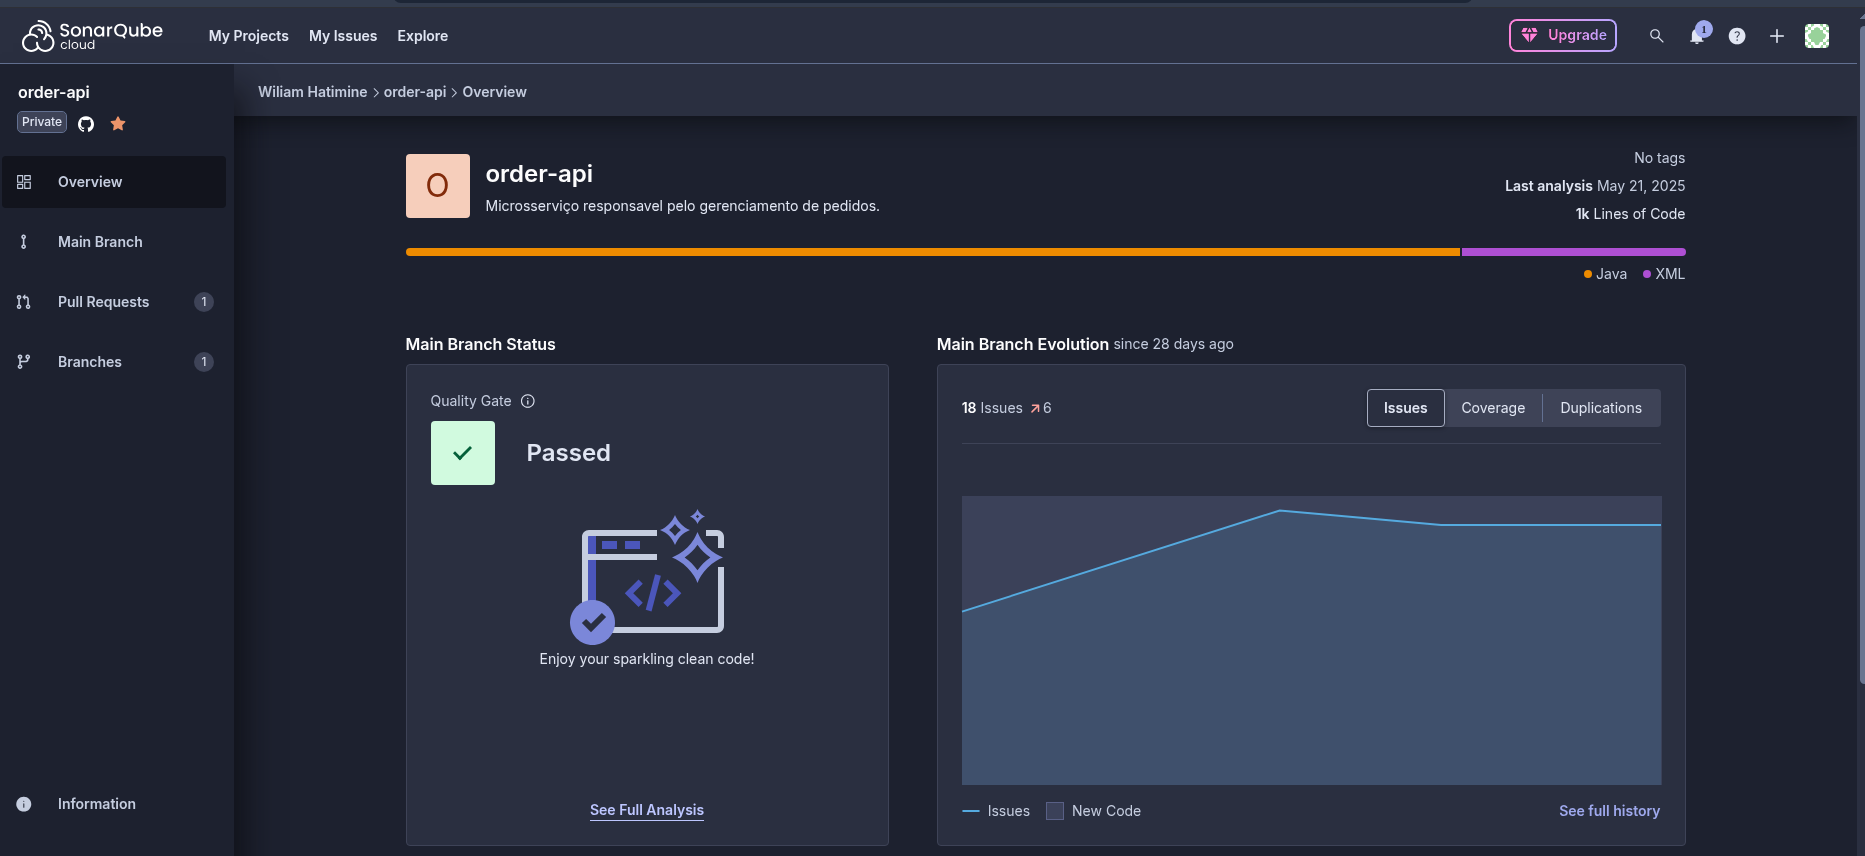 SonarQube cloud
My Projects My Issues Explore
Upgrade
1
order-api
Private
Overview
Main Branch
Pull Requests 1
Branches 1
Information
Wiliam Hatimine > order-api > Overview
O
order-api
Microsserviço responsavel pelo gerenciamento de pedidos.
No tags
Last analysis May 21, 2025
1k Lines of Code
Java XML
Main Branch Status
Quality Gate
Passed
</>
Enjoy your sparkling clean code!
See Full Analysis
Main Branch Evolution since 28 days ago
18 Issues 6
Issues Coverage Duplications
Issues New Code
See full history